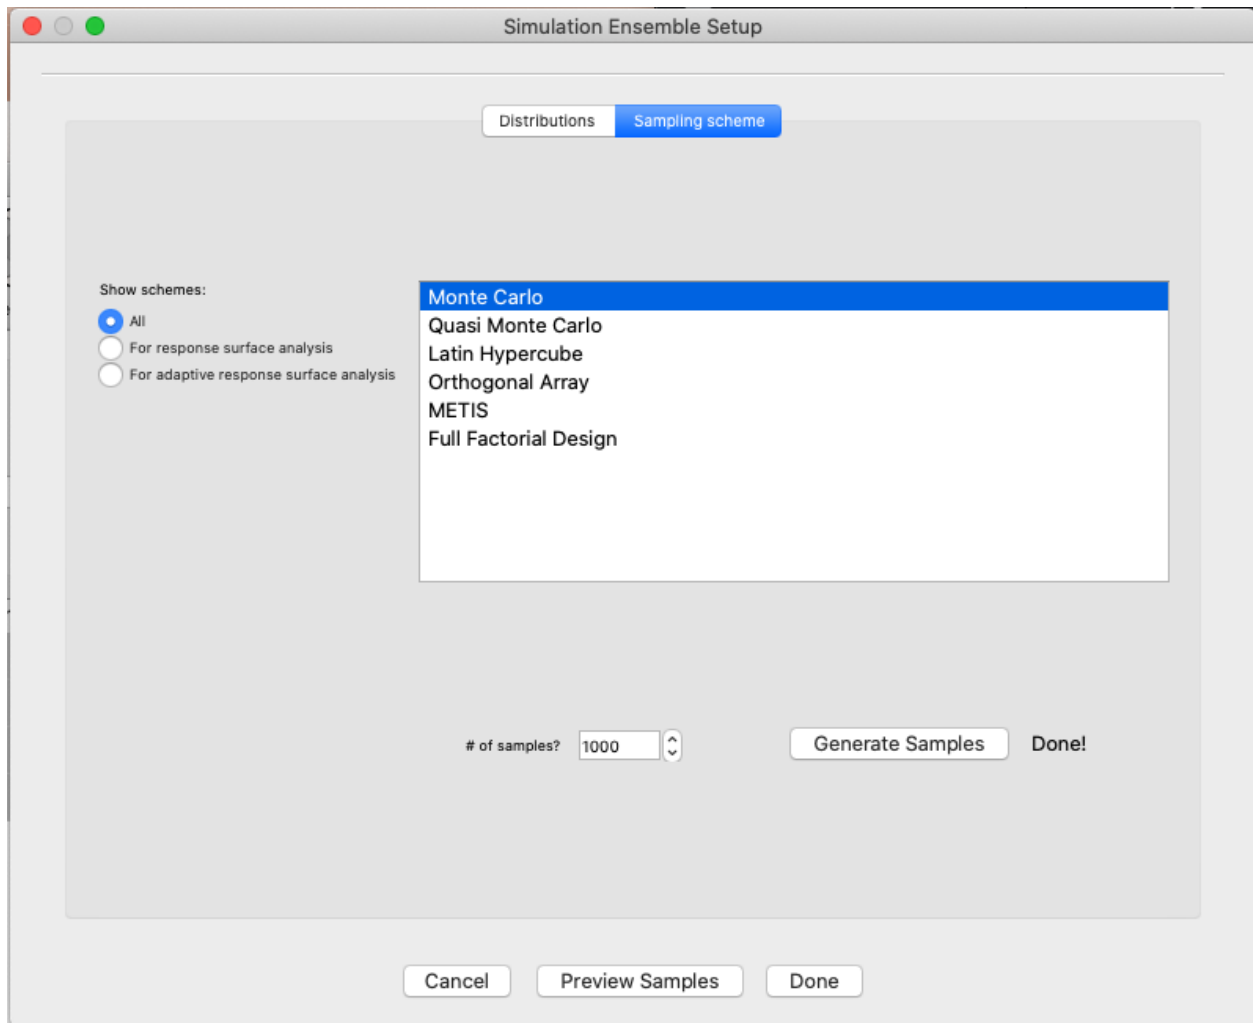 Simulation Ensemble Setup
Distributions
Sampling scheme
Show schemes:
All
For response surface analysis
For adaptive response surface analysis
Monte Carlo
Quasi Monte Carlo
Latin Hypercube
Orthogonal Array
METIS
Full Factorial Design
# of samples?
1000
Generate Samples
Done!
Cancel
Preview Samples
Done